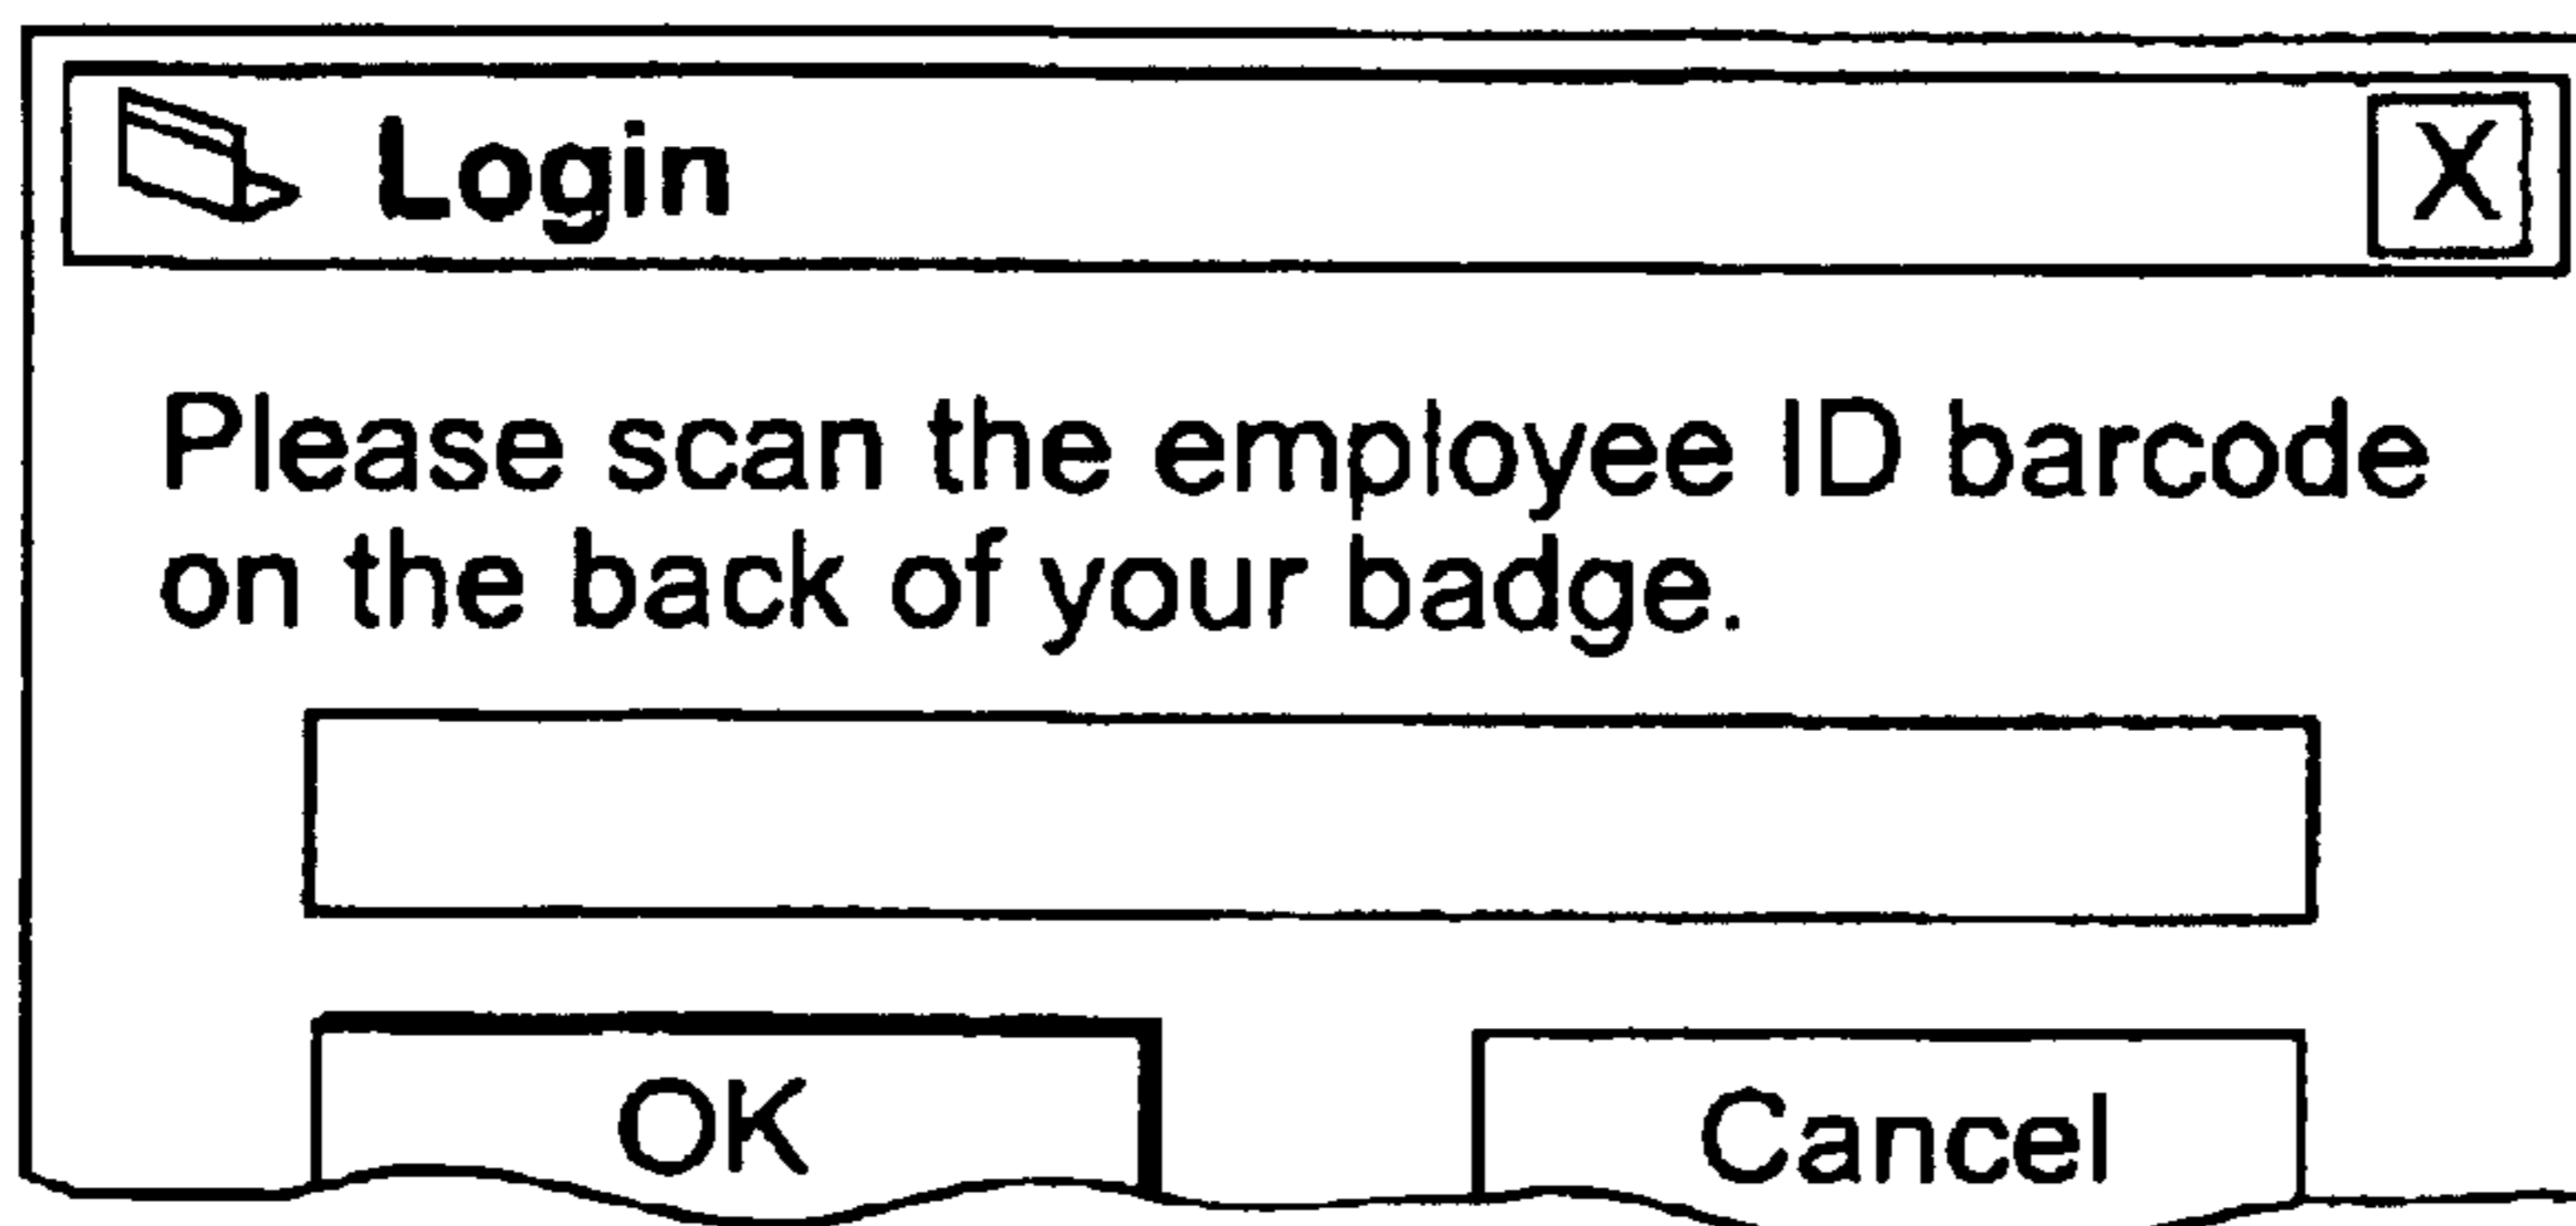 Login X
Please scan the employee ID barcode
on the back of your badge.
OK Cancel